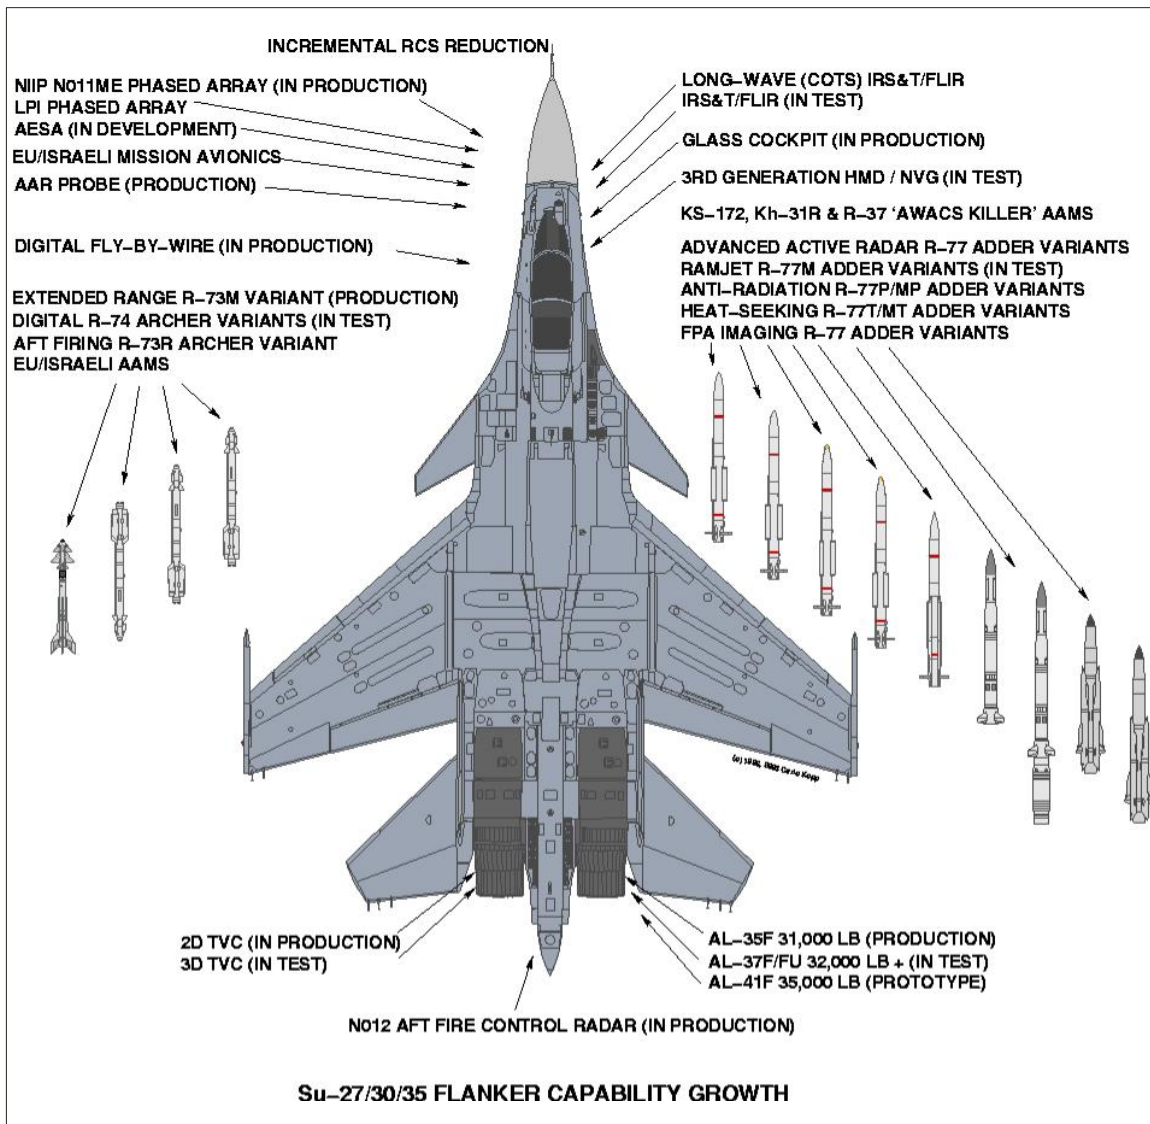 INCREMENTAL RCS REDUCTION
NIIP N011ME PHASED ARRAY (IN PRODUCTION)
LPI PHASED ARRAY
AESA (IN DEVELOPMENT)
EU/ISRAELI MISSION AVIONICS
AAR PROBE (PRODUCTION)
DIGITAL FLY-BY-WIRE (IN PRODUCTION)
EXTENDED RANGE R-73M VARIANT (PRODUCTION)
DIGITAL R-74 ARCHER VARIANTS (IN TEST)
AFT FIRING R-73R ARCHER VARIANT
EU/ISRAELI AAMS
LONG-WAVE (COTS) IRS&T/FLIR
IRS&T/FLIR (IN TEST)
GLASS COCKPIT (IN PRODUCTION)
3RD GENERATION HMD / NVG (IN TEST)
KS-172, Kh-31R & R-37 ‘AWACS KILLER’ AAMS
ADVANCED ACTIVE RADAR R-77 ADDER VARIANTS
RAMJET R-77M ADDER VARIANTS (IN TEST)
ANTI-RADIATION R-77P/MP ADDER VARIANTS
HEAT-SEEKING R-77T/MT ADDER VARIANTS
FPA IMAGING R-77 ADDER VARIANTS
Carlo Kopp
2D TVC (IN PRODUCTION)
3D TVC (IN TEST)
AL-35F 31,000 LB (PRODUCTION)
AL-37F/FU 32,000 LB + (IN TEST)
AL-41F 35,000 LB (PROTOTYPE)
N012 AFT FIRE CONTROL RADAR (IN PRODUCTION)
Su-27/30/35 FLANKER CAPABILITY GROWTH